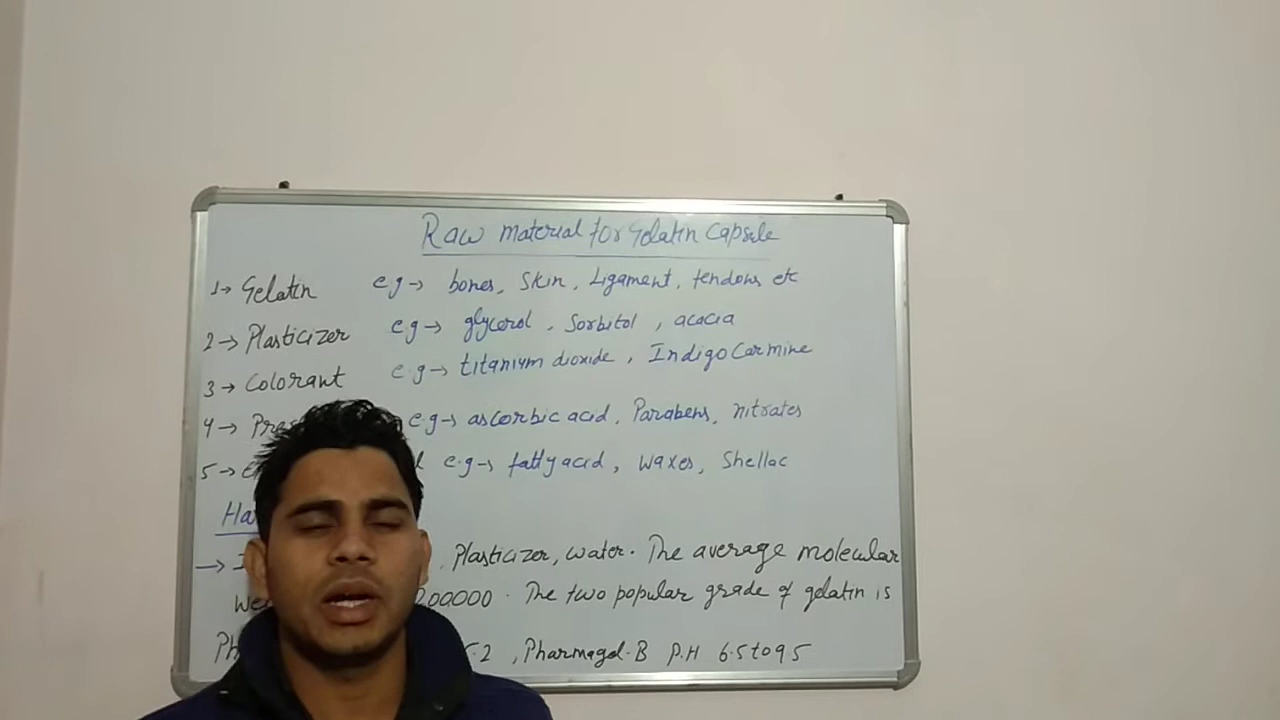 Raw material for Gelatin Capsule
1→ Gelatin e.g→ bones, Skin, Ligament, tendons etc
2→ Plasticizer e.g→ glycerol, Sorbitol, acacia
3→ Colorant e.g→ titanium dioxide, Indigo Carmine
4→ e.g→ ascorbic acid, Parabens, nitrates
5→ e.g→ fatty acid, waxes, Shellac
→ Plasticizer, water. The average molecular
00000. The two popular grade of gelatin is
Pharmagel-B P.H 6.5 to 9.5